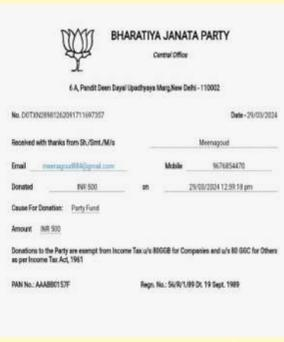 BHARATIYA JANATA PARTY
Central Office
6 A, Pandit Deen Dayal Upadhyaya Marg,New Delhi - 110002
Date - 29/03/2024
Received with thanks from Sh./Smt./M/s Meenagoud
Email meenagoud884@gmail.com Mobile 9676854470
Donated INR 500 on 29/03/2024 12:59:18 pm
Cause For Donation: Party Fund
Amount INR 500
Donations to the Party are exempt from Income Tax u/s 80GGB for Companies and u/s 80 GGC for Others
as per Income Tax Act, 1961
PAN No.: AAABB0157F Regn. No.: 56/R/1/89 Dt. 19 Sept. 1989